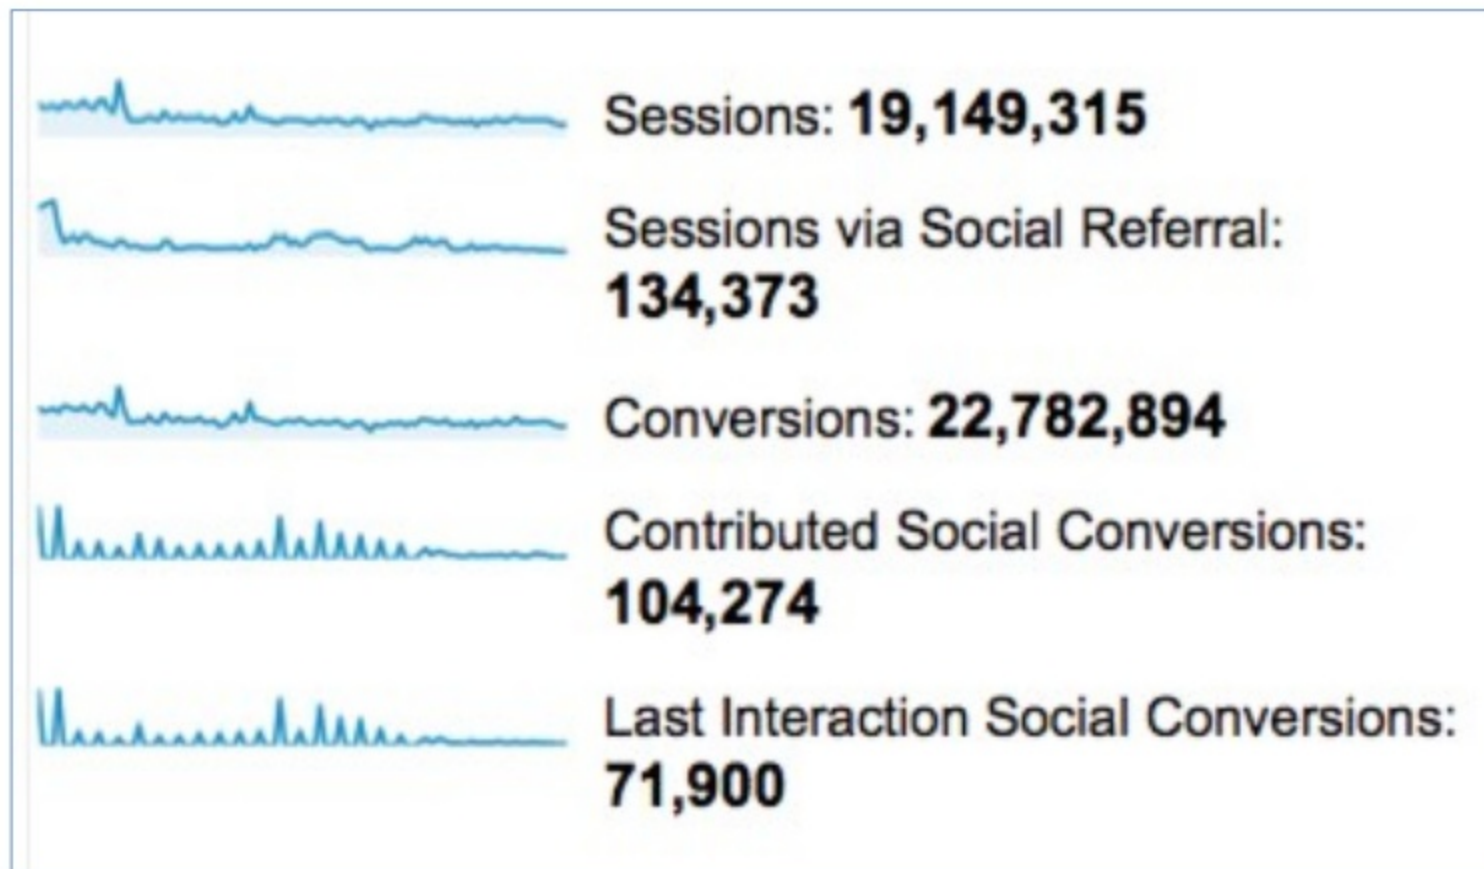 Sessions: 19,149,315
Sessions via Social Referral:
134,373
Conversions: 22,782,894
Contributed Social Conversions:
104,274
Last Interaction Social Conversions:
71,900